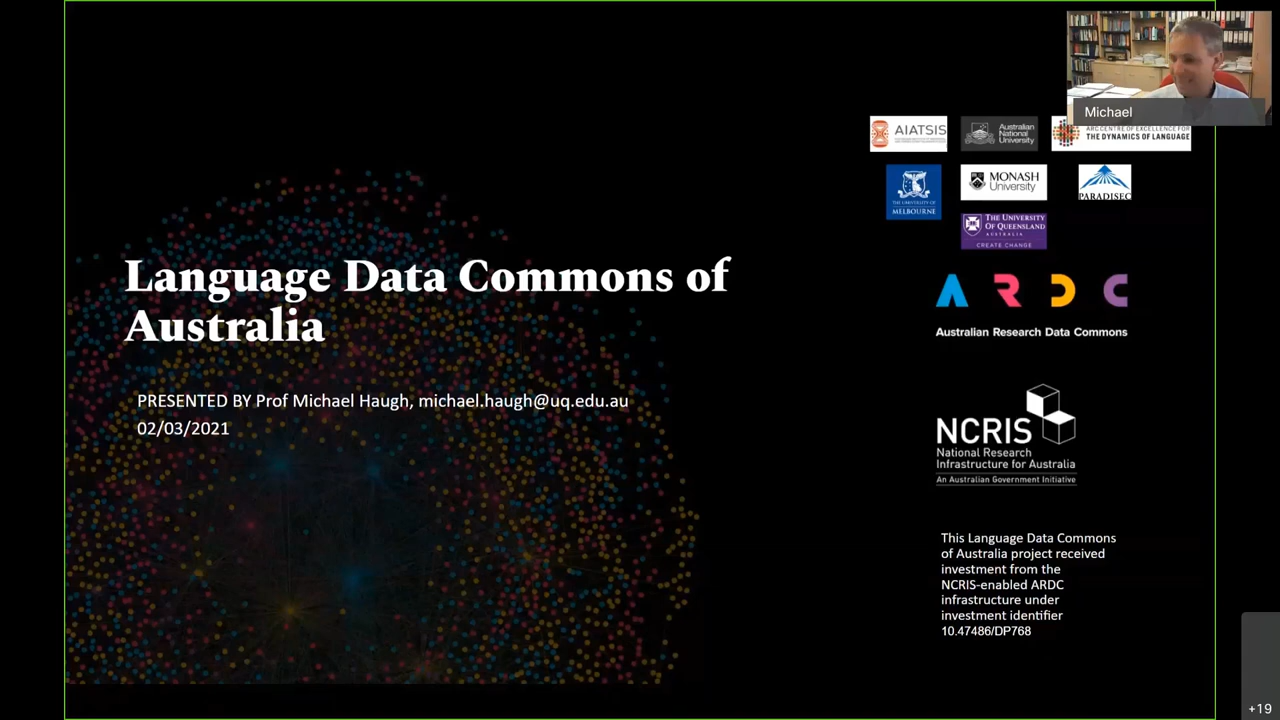 Michael
AIATSIS
Australian
National
University
ARC CENTRE OF EXCELLENCE FOR
THE DYNAMICS OF LANGUAGE
THE UNIVERSITY OF
MELBOURNE
MONASH
University
PARADISEC
THE UNIVERSITY
OF QUEENSLAND
AUSTRALIA
CREATE CHANGE
Language Data Commons of
Australia
PRESENTED BY Prof Michael Haugh, michael.haugh@uq.edu.au
02/03/2021
ARDC
Australian Research Data Commons
NCRIS
National Research
Infrastructure for Australia
An Australian Government Initiative
This Language Data Commons
of Australia project received
investment from the
NCRIS-enabled ARDC
infrastructure under
investment identifier
10.47486/DP768
+19